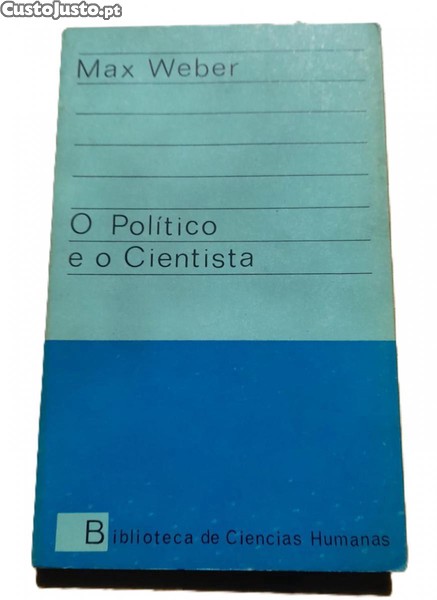 CustoJusto.pt
Max Weber
O Político
e o Cientista
Biblioteca de Ciencias Humanas